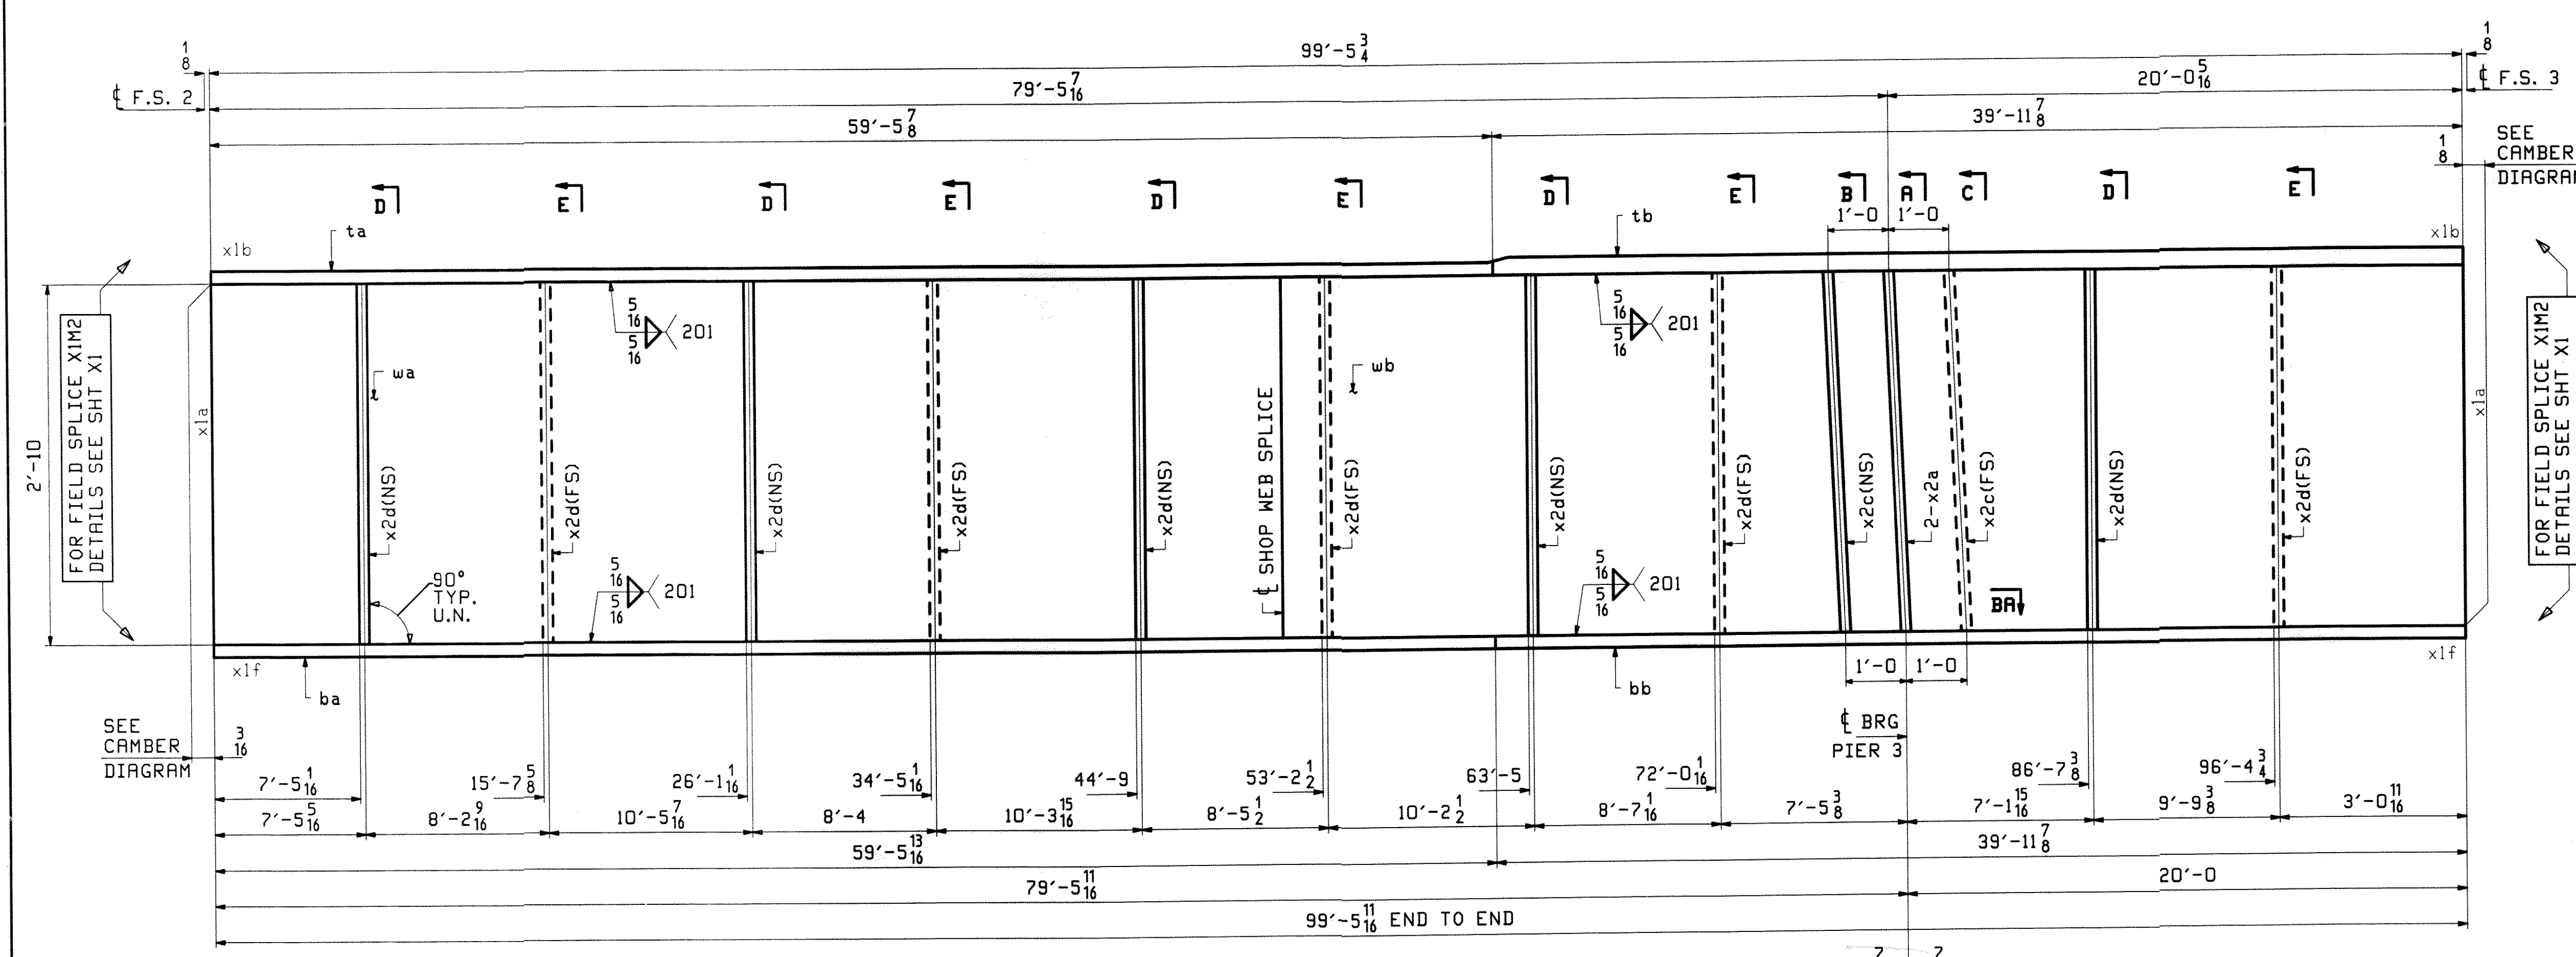 99'-5 3/4
1/8
1/8
79'-5 7/16
20'-0 5/16
℄ F.S. 2
℄ F.S. 3
59'-5 7/8
39'-11 7/8
1/8
SEE
CAMBER
DIAGRAM
D
E
D
E
D
E
D
E
B
A
C
D
E
1'-0
1'-0
x1b
ta
tb
x1b
5/16
5/16
201
5/16
5/16
201
FOR FIELD SPLICE X1M2
DETAILS SEE SHT X1
2'-10
x1a
wa
wb
x2d(NS)
x2d(FS)
x2d(NS)
x2d(FS)
x2d(NS)
℄ SHOP WEB SPLICE
x2d(FS)
x2d(NS)
x2d(FS)
x2c(NS)
2-x2a
x2c(FS)
x2d(NS)
x2d(FS)
x1a
FOR FIELD SPLICE X1M2
DETAILS SEE SHT X1
90°
TYP.
U.N.
5/16
5/16
201
5/16
5/16
201
BA
x1f
ba
bb
1'-0
1'-0
x1f
℄ BRG
PIER 3
SEE
CAMBER
DIAGRAM
3/16
7'-5 1/16
15'-7 5/8
26'-1 1/16
34'-5 1/16
44'-9
53'-2 1/2
63'-5
72'-0 1/16
86'-7 3/8
96'-4 3/4
7'-5 5/16
8'-2 9/16
10'-5 7/16
8'-4
10'-3 15/16
8'-5 1/2
10'-2 1/2
8'-7 1/16
7'-5 3/8
7'-1 15/16
9'-9 3/8
3'-0 11/16
59'-5 13/16
39'-11 7/8
79'-5 11/16
20'-0
99'-5 11/16 END TO END
7
7